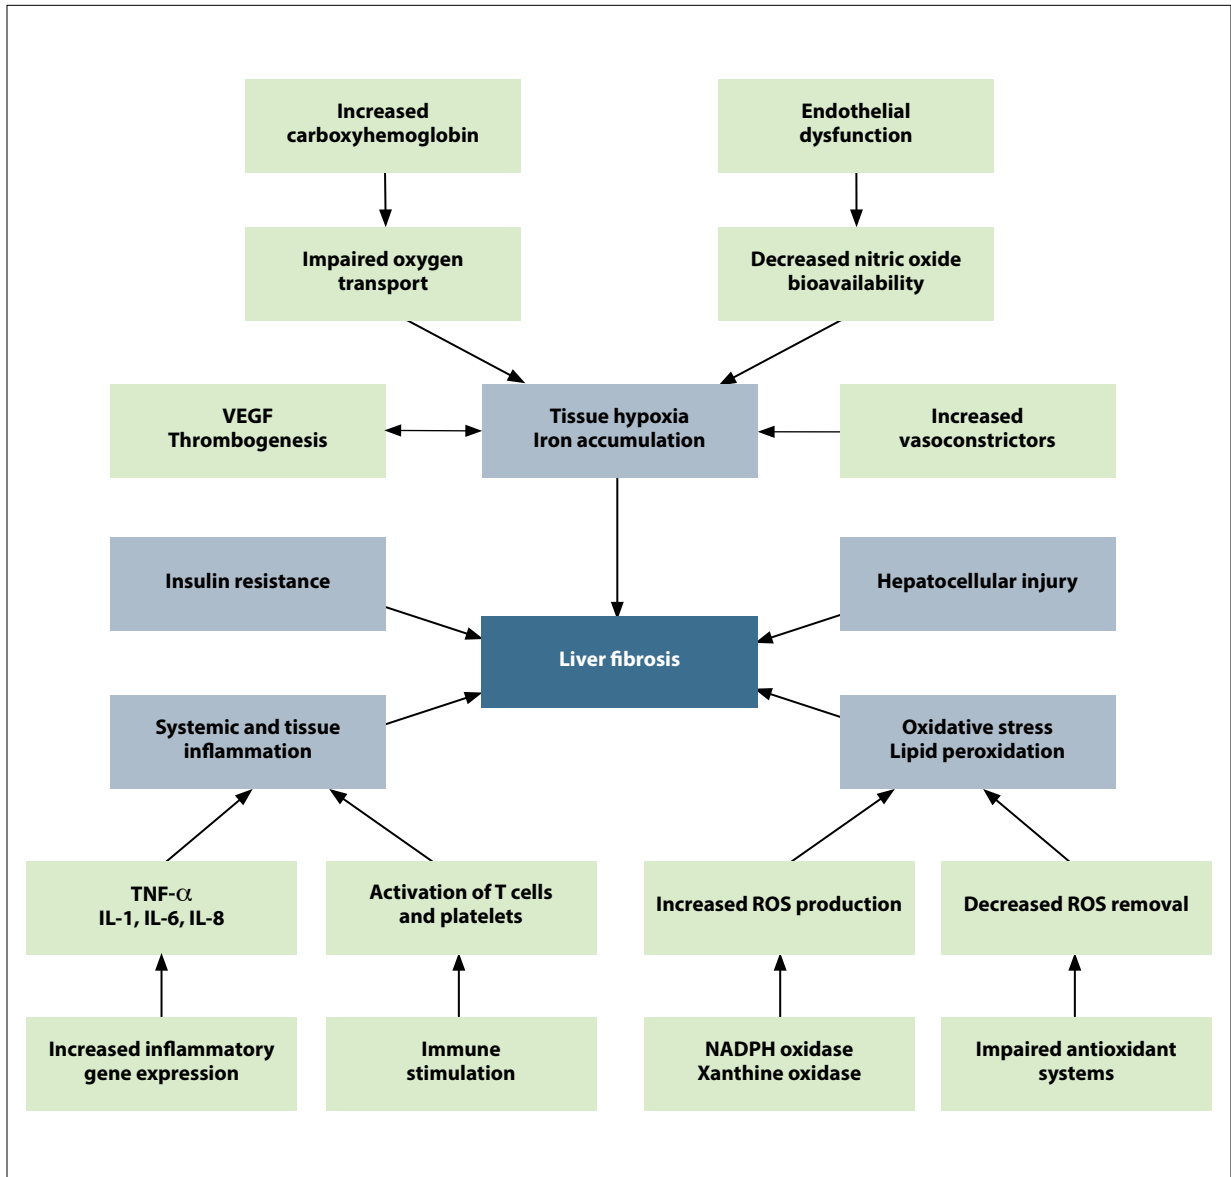 Increased
carboxyhemoglobin
Endothelial
dysfunction
Impaired oxygen
transport
Decreased nitric oxide
bioavailability
VEGF
Thrombogenesis
Tissue hypoxia
Iron accumulation
Increased
vasoconstrictors
Insulin resistance
Hepatocellular injury
Liver fibrosis
Systemic and tissue
inflammation
Oxidative stress
Lipid peroxidation
TNF-α
IL-1, IL-6, IL-8
Activation of T cells
and platelets
Increased ROS production
Decreased ROS removal
Increased inflammatory
gene expression
Immune
stimulation
NADPH oxidase
Xanthine oxidase
Impaired antioxidant
systems